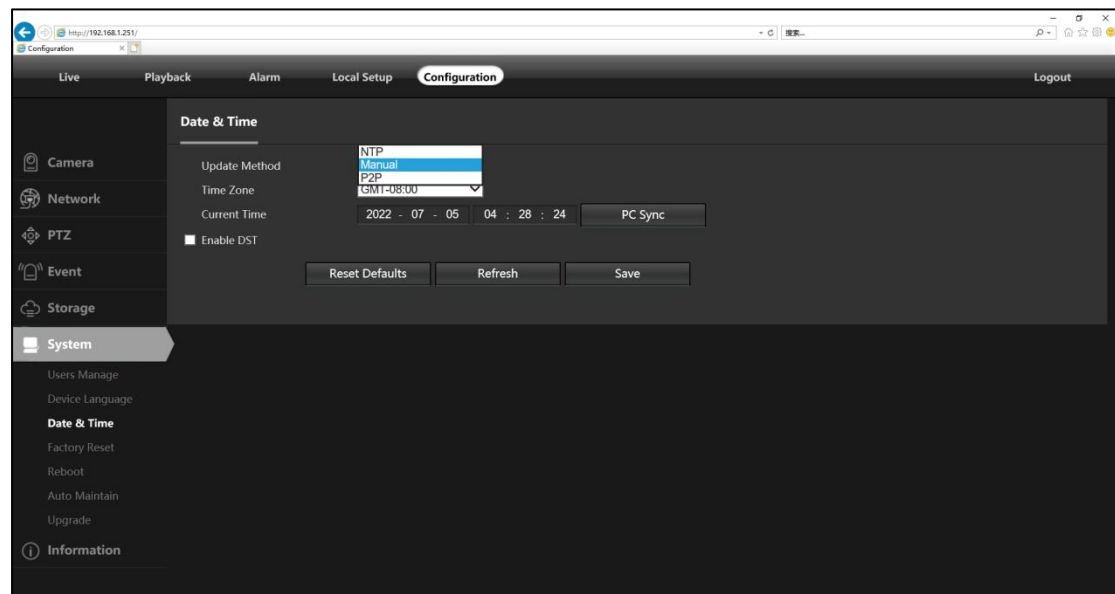 http://192.168.1.251/
搜索...
Configuration
Live Playback Alarm Local Setup Configuration Logout
Date & Time
Camera
Network
PTZ
Event
Storage
System
Users Manage
Device Language
Date & Time
Factory Reset
Reboot
Auto Maintain
Upgrade
Information
Update Method
NTP
Manual
P2P
Time Zone GMT-08:00
Current Time 2022 - 07 - 05 04 : 28 : 24 PC Sync
Enable DST
Reset Defaults Refresh Save